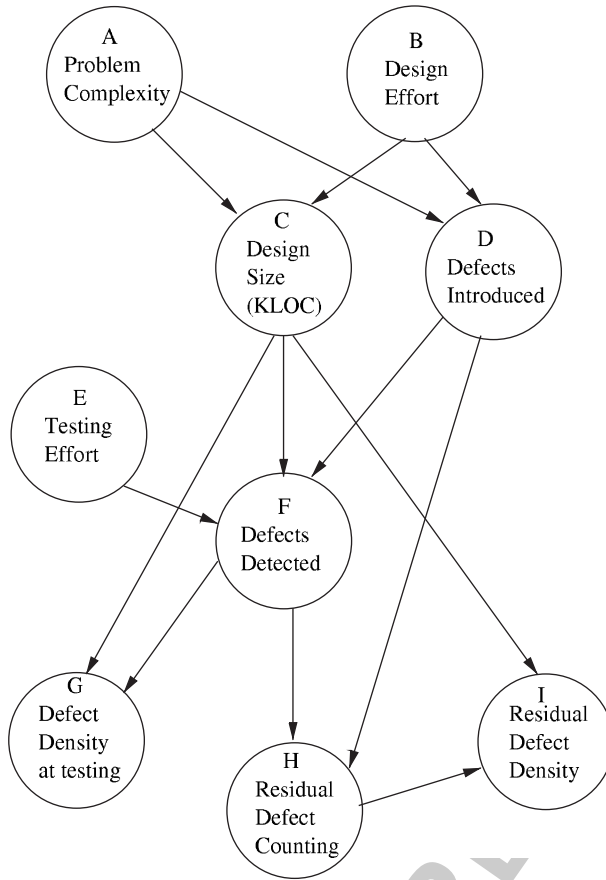 A
Problem
Complexity
B
Design
Effort
C
Design
Size
(KLOC)
D
Defects
Introduced
E
Testing
Effort
F
Defects
Detected
G
Defect
Density
at testing
H
Residual
Defect
Counting
I
Residual
Defect
Density